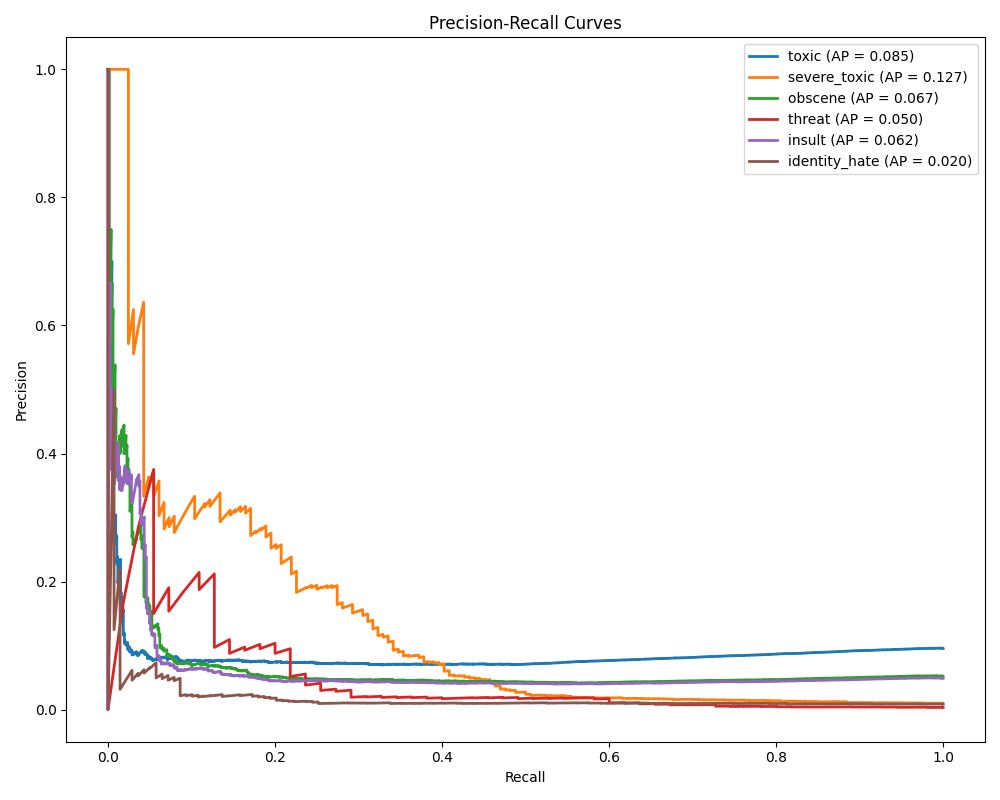 Precision-Recall Curves
toxic (AP = 0.085)
severe_toxic (AP = 0.127)
obscene (AP = 0.067)
threat (AP = 0.050)
insult (AP = 0.062)
identity_hate (AP = 0.020)
Precision
1.0
0.8
0.6
0.4
0.2
0.0
0.0 0.2 0.4 0.6 0.8 1.0
Recall